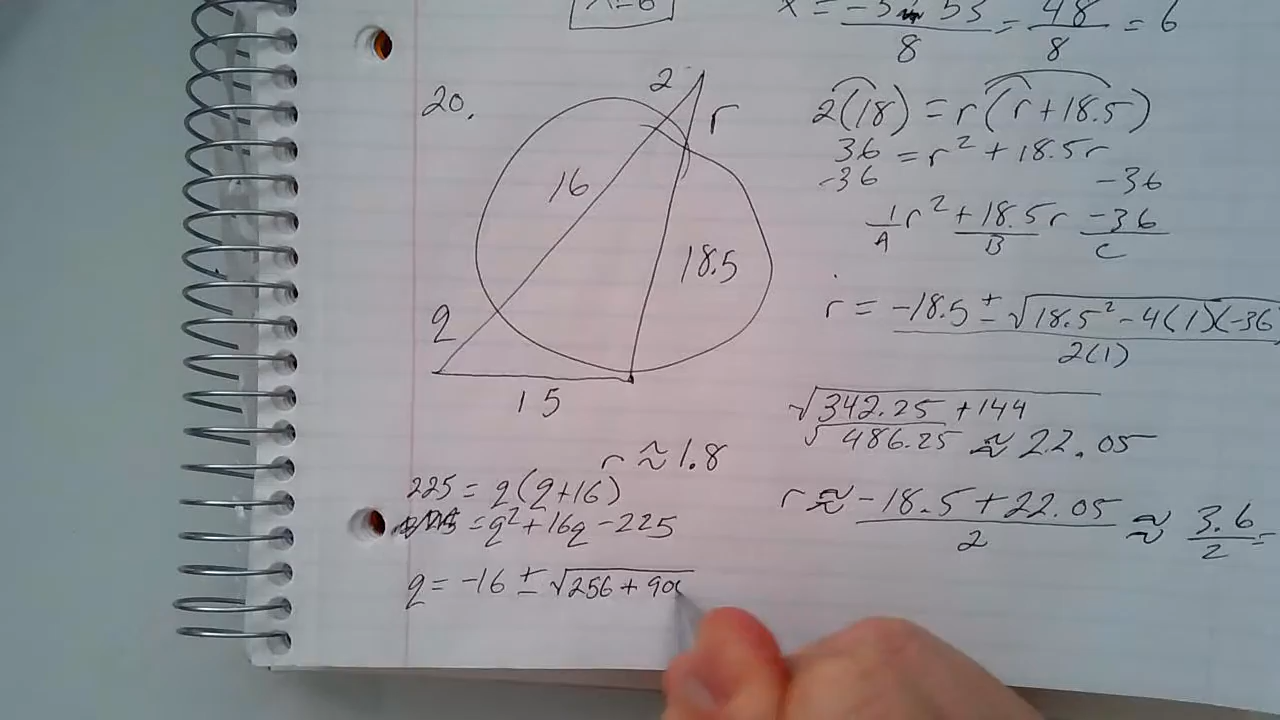 x=6
x = -5 53 = 48 = 6
8 8
20.
2
r
16
18.5
q
15
r ≈ 1.8
225 = q(q+16)
= q² + 16q - 225
q = -16 ± √256 + 900
2(18) = r(r + 18.5)
36 = r² + 18.5r
-36 -36
1r² + 18.5r - 36
A B C
r = -18.5 ± √18.5² - 4(1)(-36
2(1)
√342.25 + 144
√486.25 ≈ 22.05
r ≈ -18.5 + 22.05 ≈ 3.6 =
2 2